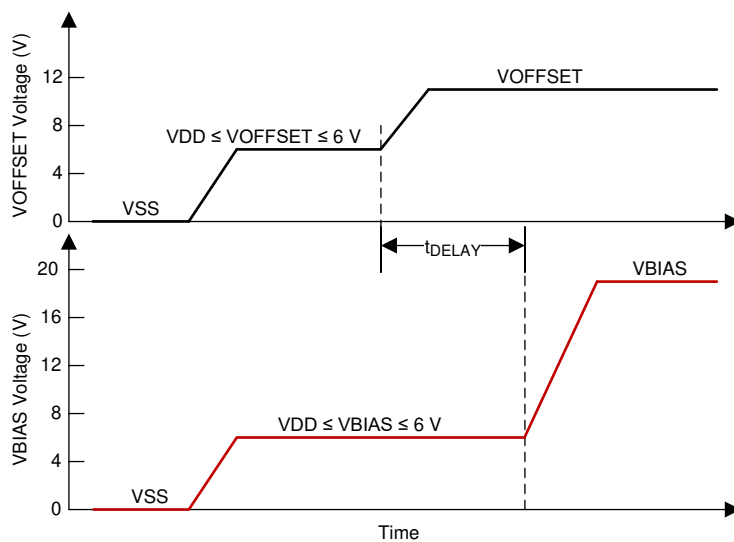 VOFFSET Voltage (V)
12
8
4
0
VOFFSET
VDD ≤ VOFFSET ≤ 6 V
VSS
tDELAY
VBIAS Voltage (V)
20
16
12
8
4
0
VBIAS
VDD ≤ VBIAS ≤ 6 V
VSS
Time